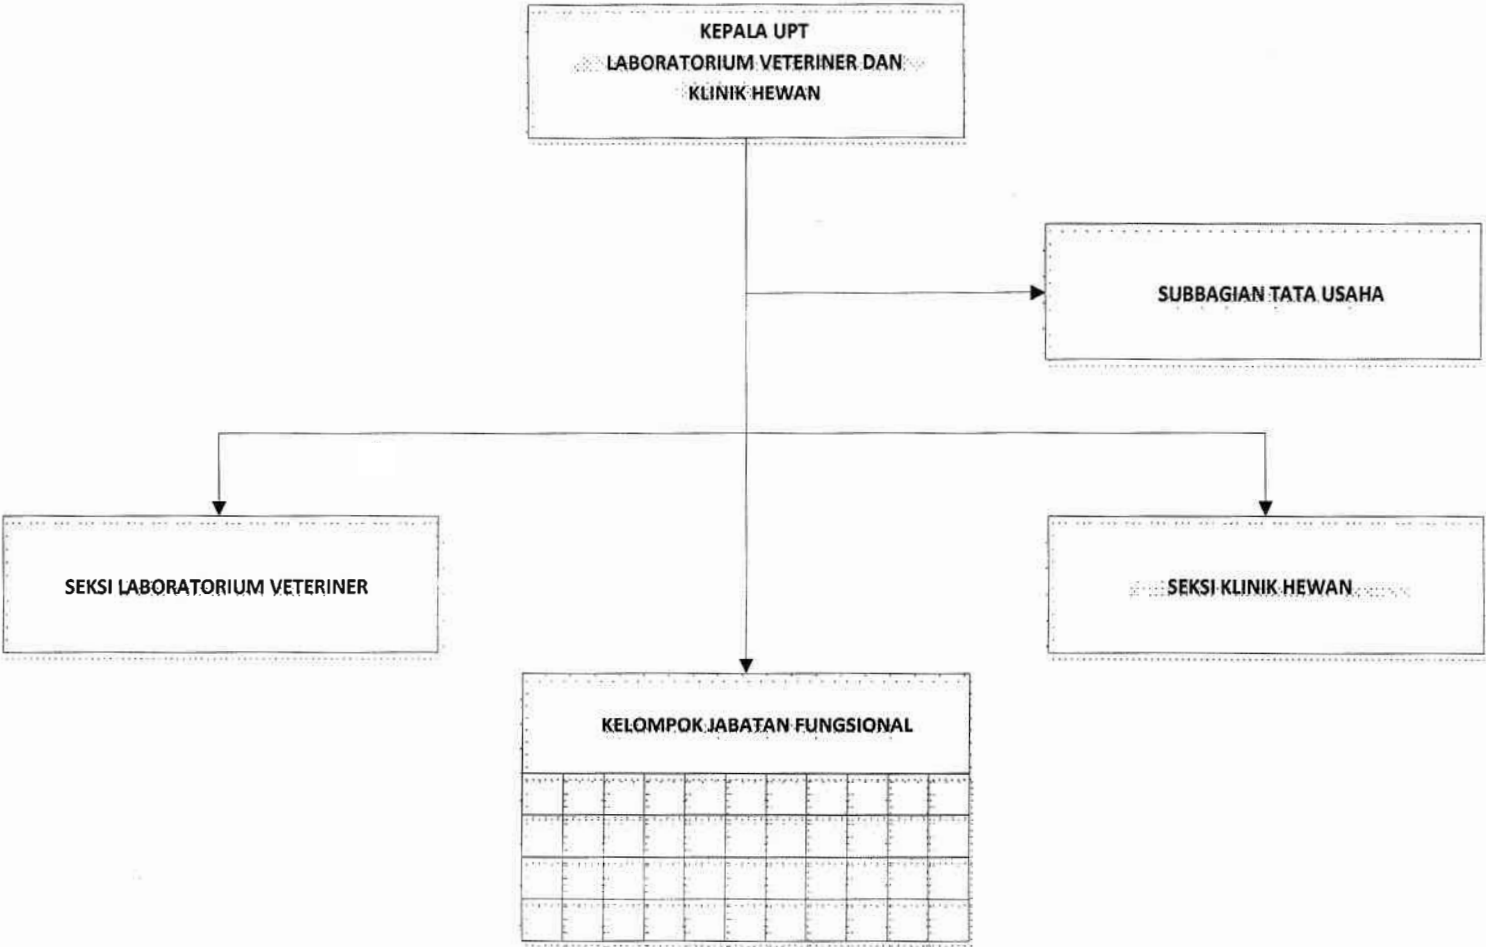 KEPALA UPT
LABORATORIUM VETERINER DAN
KLINIK HEWAN
SUBBAGIAN TATA USAHA
SEKSI LABORATORIUM VETERINER
SEKSI KLINIK HEWAN
KELOMPOK JABATAN FUNGSIONAL